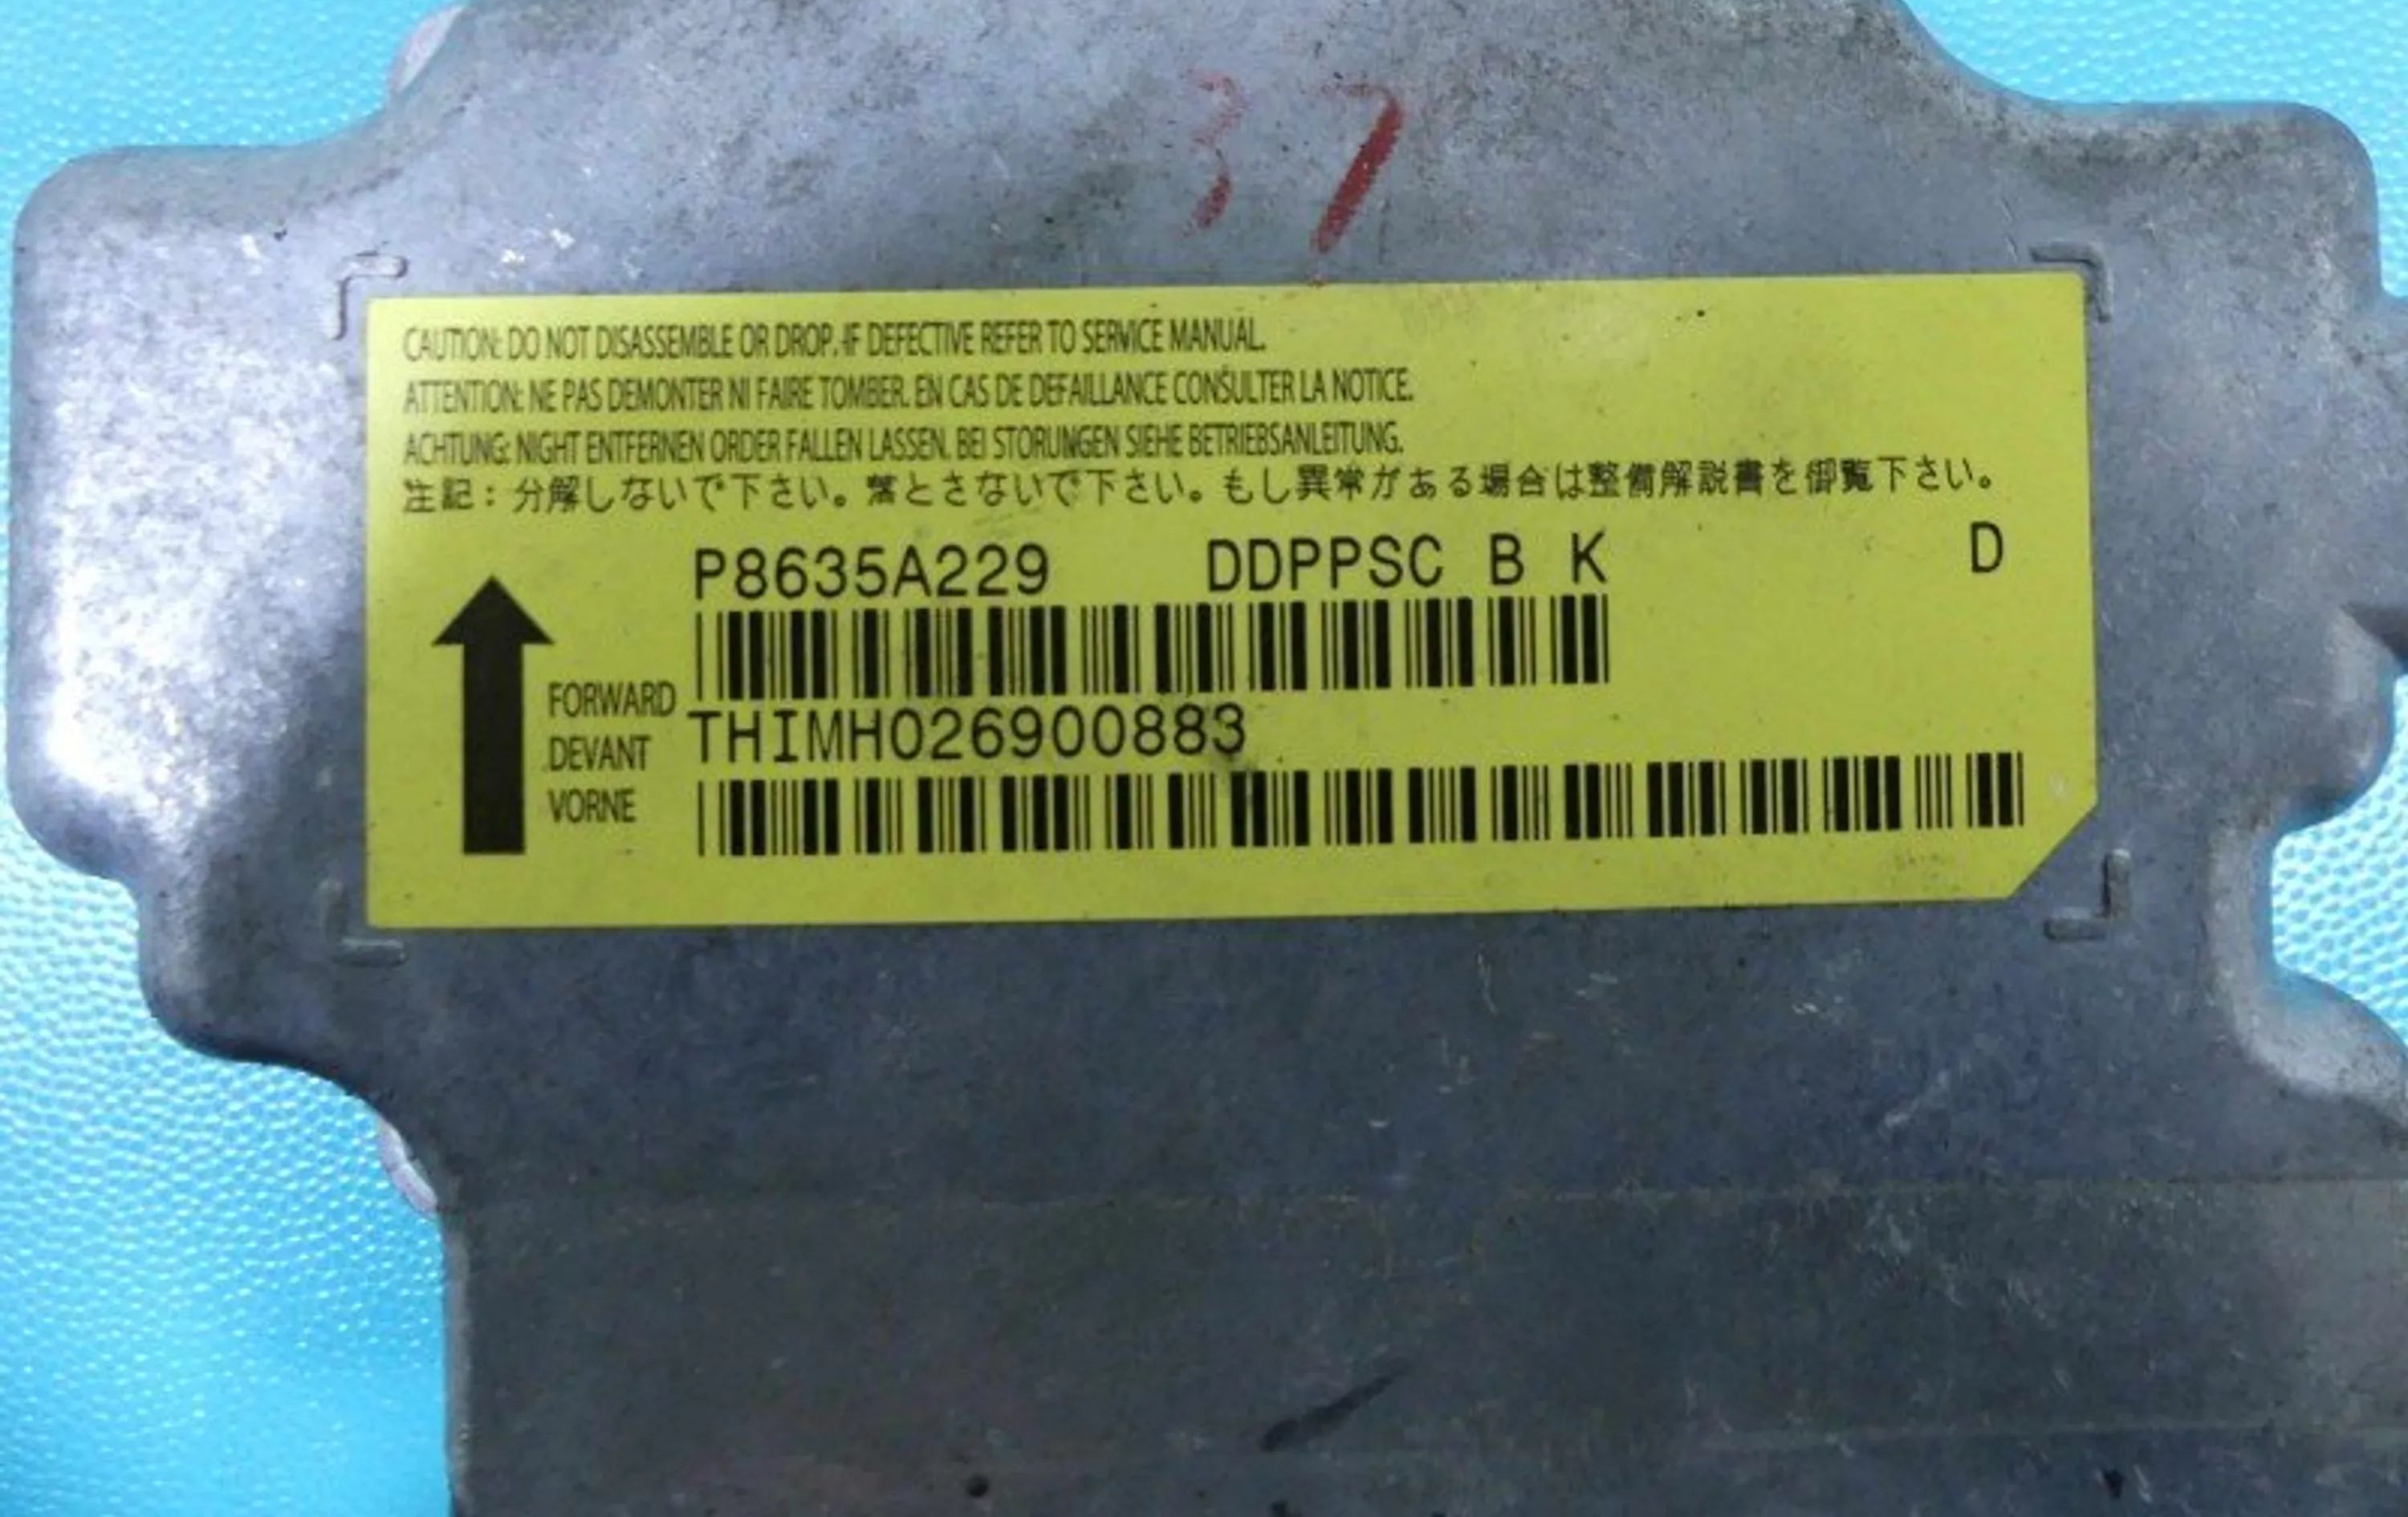 37
CAUTION: DO NOT DISASSEMBLE OR DROP. IF DEFECTIVE REFER TO SERVICE MANUAL.
ATTENTION: NE PAS DEMONTER NI FAIRE TOMBER. EN CAS DE DEFAILLANCE CONSULTER LA NOTICE.
ACHTUNG: NIGHT ENTFERNEN ORDER FALLEN LASSEN. BEI STORUNGEN SIEHE BETRIEBSANLEITUNG.
注記：分解しないで下さい。落とさないで下さい。もし異常がある場合は整備解説書を御覧下さい。
P8635A229 DDPPSC B K D
FORWARD
THIMH026900883
DEVANT
VORNE